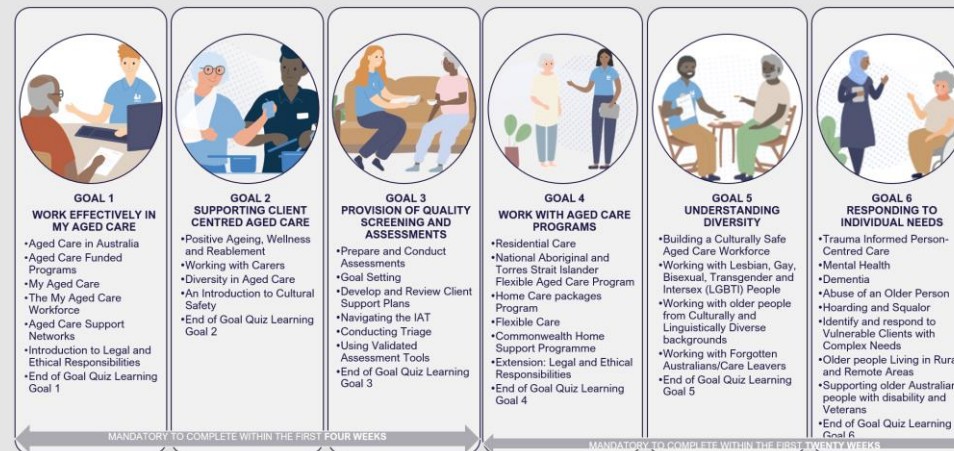 GOAL 1
WORK EFFECTIVELY IN
MY AGED CARE
•Aged Care in Australia
•Aged Care Funded
Programs
•My Aged Care
•The My Aged Care
Workforce
•Aged Care Support
Networks
•Introduction to Legal and
Ethical Responsibilities
•End of Goal Quiz Learning
Goal 1
GOAL 2
SUPPORTING CLIENT
CENTRED AGED CARE
•Positive Ageing, Wellness
and Reablement
•Working with Carers
•Diversity in Aged Care
•An Introduction to Cultural
Safety
•End of Goal Quiz Learning
Goal 2
GOAL 3
PROVISION OF QUALITY
SCREENING AND
ASSESSMENTS
•Prepare and Conduct
Assessments
•Goal Setting
•Develop and Review Client
Support Plans
•Navigating the IAT
•Conducting Triage
•Using Validated
Assessment Tools
•End of Goal Quiz Learning
Goal 3
GOAL 4
WORK WITH AGED CARE
PROGRAMS
•Residential Care
•National Aboriginal and
Torres Strait Islander
Flexible Aged Care Program
•Home Care packages
Program
•Flexible Care
•Commonwealth Home
Support Programme
•Extension: Legal and Ethical
Responsibilities
•End of Goal Quiz Learning
Goal 4
GOAL 5
UNDERSTANDING
DIVERSITY
•Building a Culturally Safe
Aged Care Workforce
•Working with Lesbian, Gay,
Bisexual, Transgender and
Intersex (LGBTI) People
•Working with older people
from Culturally and
Linguistically Diverse
backgrounds
•Working with Forgotten
Australians/Care Leavers
•End of Goal Quiz Learning
Goal 5
GOAL 6
RESPONDING TO
INDIVIDUAL NEEDS
•Trauma Informed Person-
Centred Care
•Mental Health
•Dementia
•Abuse of an Older Person
•Hoarding and Squalor
•Identify and respond to
Vulnerable Clients with
Complex Needs
•Older people Living in Rura
and Remote Areas
•Supporting older Australian
people with disability and
Veterans
•End of Goal Quiz Learning
Goal 6
MANDATORY TO COMPLETE WITHIN THE FIRST FOUR WEEKS
MANDATORY TO COMPLETE WITHIN THE FIRST TWENTY WEEKS